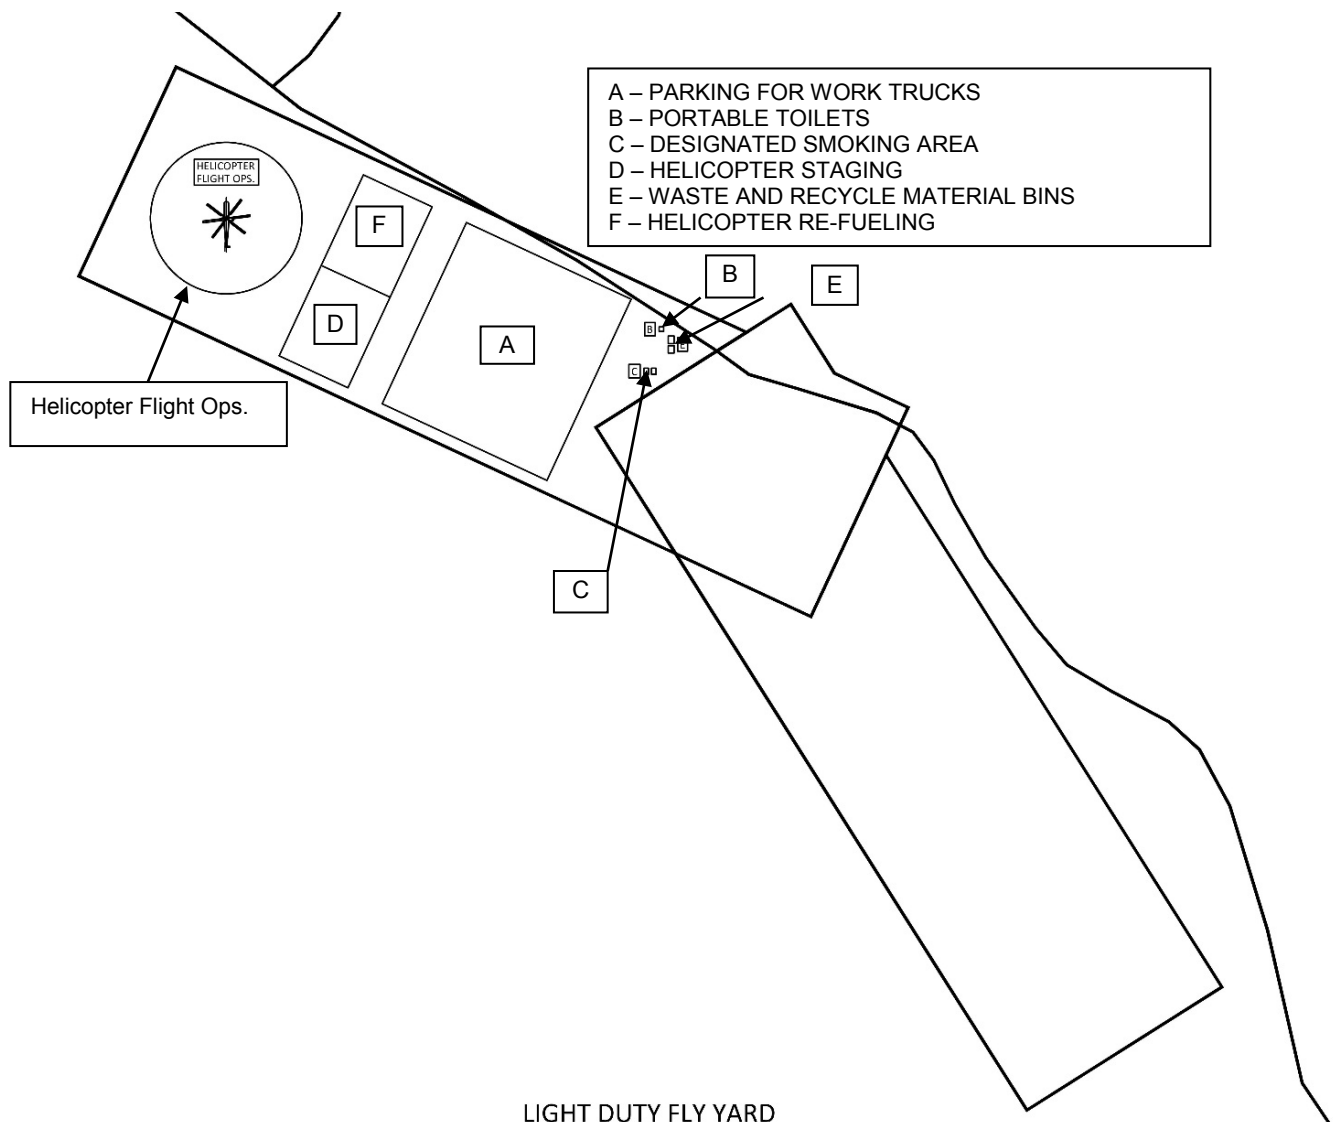 A – PARKING FOR WORK TRUCKS
B – PORTABLE TOILETS
C – DESIGNATED SMOKING AREA
D – HELICOPTER STAGING
E – WASTE AND RECYCLE MATERIAL BINS
F – HELICOPTER RE-FUELING
HELICOPTER
FLIGHT OPS.
F
D
A
B
E
B
E
C
Helicopter Flight Ops.
C
LIGHT DUTY FLY YARD